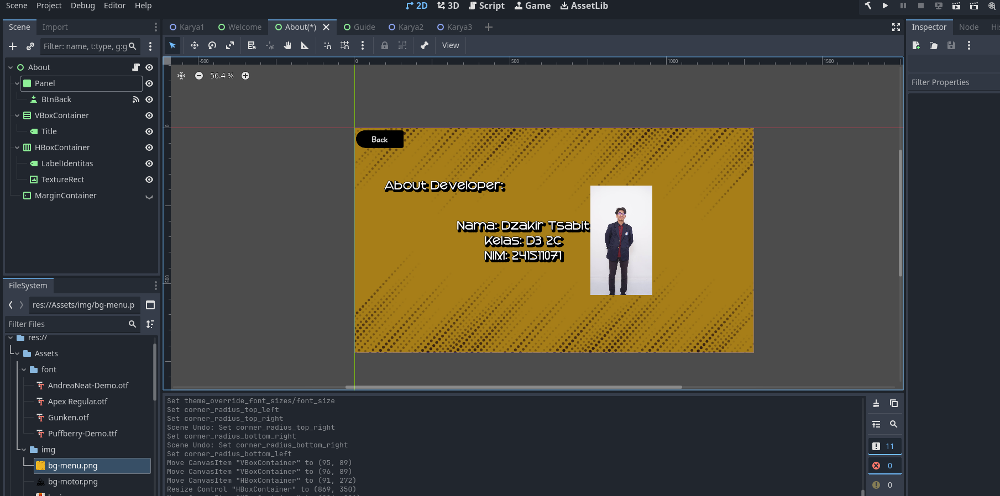 Scene Project Debug Editor Help
2D 3D Script Game AssetLib
Scene Import
Karya1 Welcome About(*) Guide Karya2 Karya3
Inspector Node His
Filter: name, t:type, g:g
View
About
Panel
BtnBack
VBoxContainer
Title
HBoxContainer
LabelIdentitas
TextureRect
MarginContainer
-500 0 500 1000 1500
56.4 %
0
500
Back
About Developer:
Nama: Dzakir Tsabit
Kelas: D3 2C
NIM: 241511071
Filter Properties
FileSystem
res://Assets/img/bg-menu.p
Filter Files
res://
Assets
font
AndreaNeat-Demo.otf
Apex Regular.otf
Gunken.otf
Puffberry-Demo.ttf
img
bg-menu.png
bg-motor.png
Set theme_override_font_sizes/font_size
Set corner_radius_top_left
Set corner_radius_top_right
Scene Undo: Set corner_radius_top_right
Set corner_radius_bottom_right
Scene Undo: Set corner_radius_bottom_right
Set corner_radius_bottom_left
Move CanvasItem "VBoxContainer" to (95, 89)
Move CanvasItem "VBoxContainer" to (96, 89)
Move CanvasItem "HBoxContainer" to (91, 272)
Resize Control "HBoxContainer" to (869, 350)
11
0
0